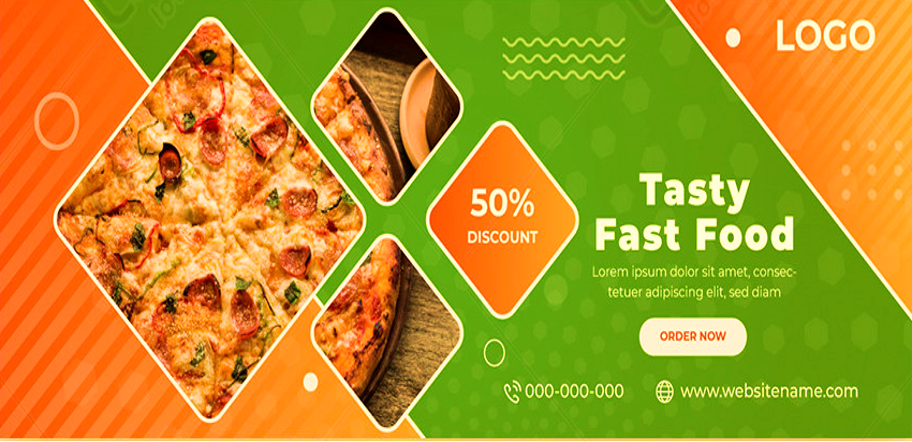 LOGO
50%
DISCOUNT
Tasty
Fast Food
Lorem ipsum dolor sit amet, consec-
tetuer adipiscing elit, sed diam
ORDER NOW
000-000-000
www.websitename.com